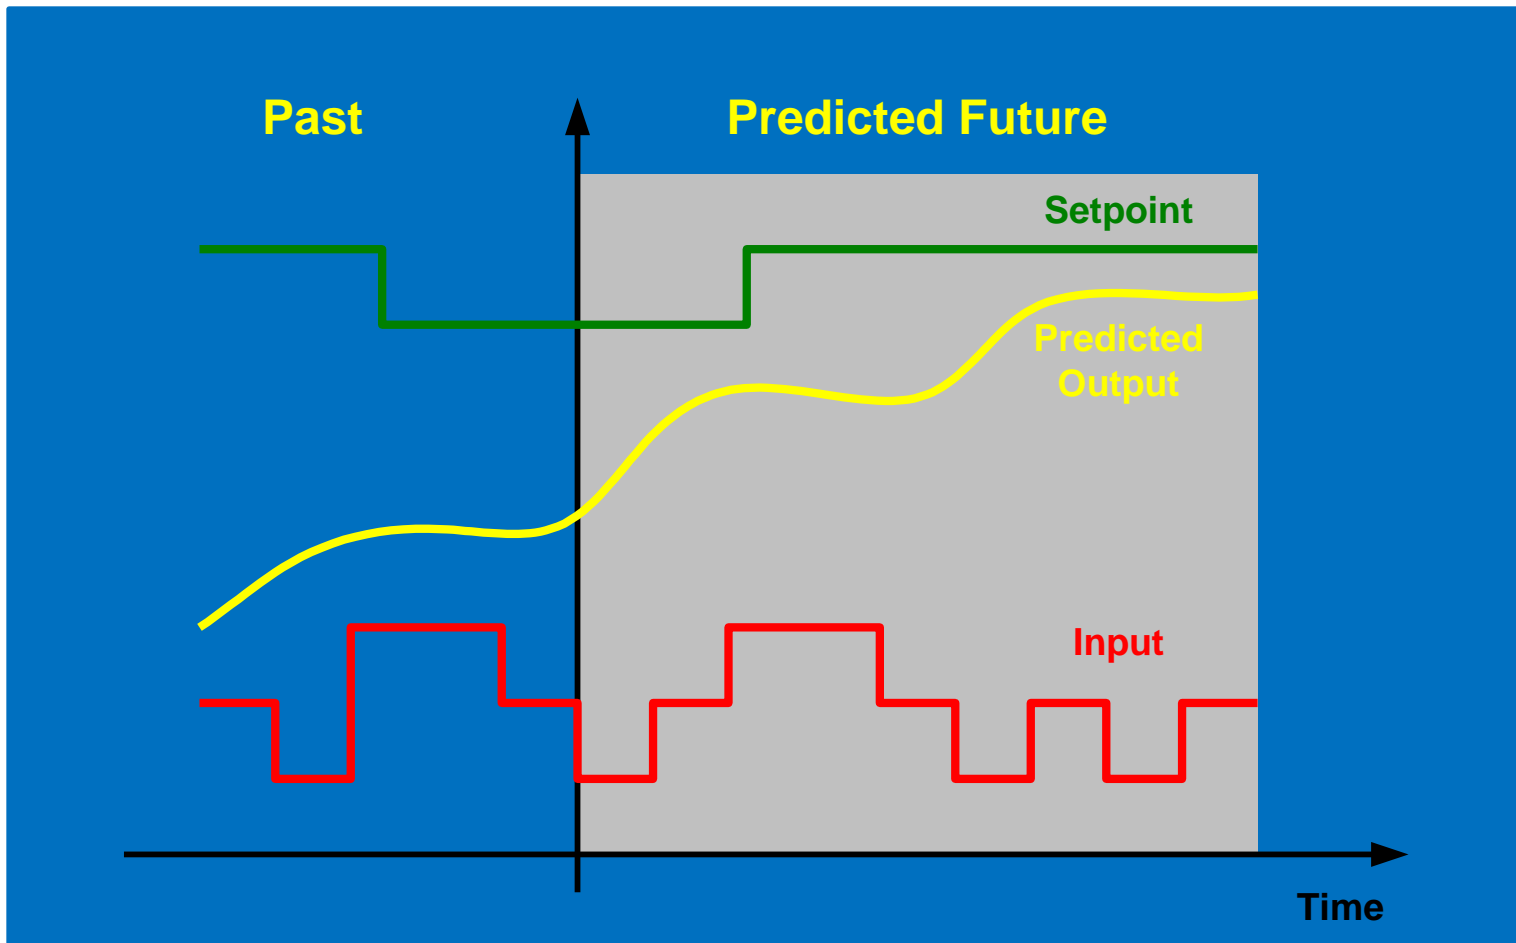 Past
Predicted Future
Setpoint
Predicted
Output
Input
Time